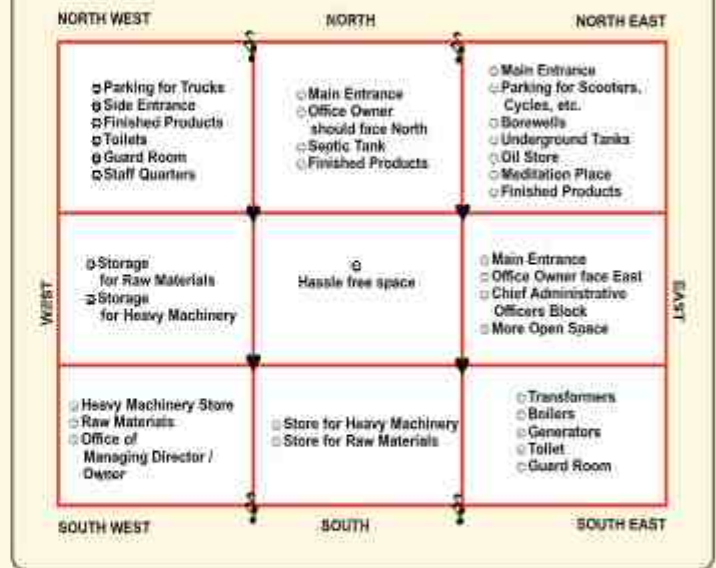 NORTH WEST
NORTH
NORTH EAST
Parking for Trucks
Side Entrance
Finished Products
Toilets
Guard Room
Staff Quarters
Main Entrance
Office Owner
should face North
Septic Tank
Finished Products
Main Entrance
Parking for Scooters,
Cycles, etc.
Borewells
Underground Tanks
Oil Store
Meditation Place
Finished Products
WEST
Storage
for Raw Materials
Storage
for Heavy Machinery
Hassle free space
Main Entrance
Office Owner face East
Chief Administrative
Officers Block
More Open Space
EAST
Heavy Machinery Store
Raw Materials
Office of
Managing Director /
Owner
Store for Heavy Machinery
Store for Raw Materials
Transformers
Boilers
Generators
Toilet
Guard Room
SOUTH WEST
SOUTH
SOUTH EAST